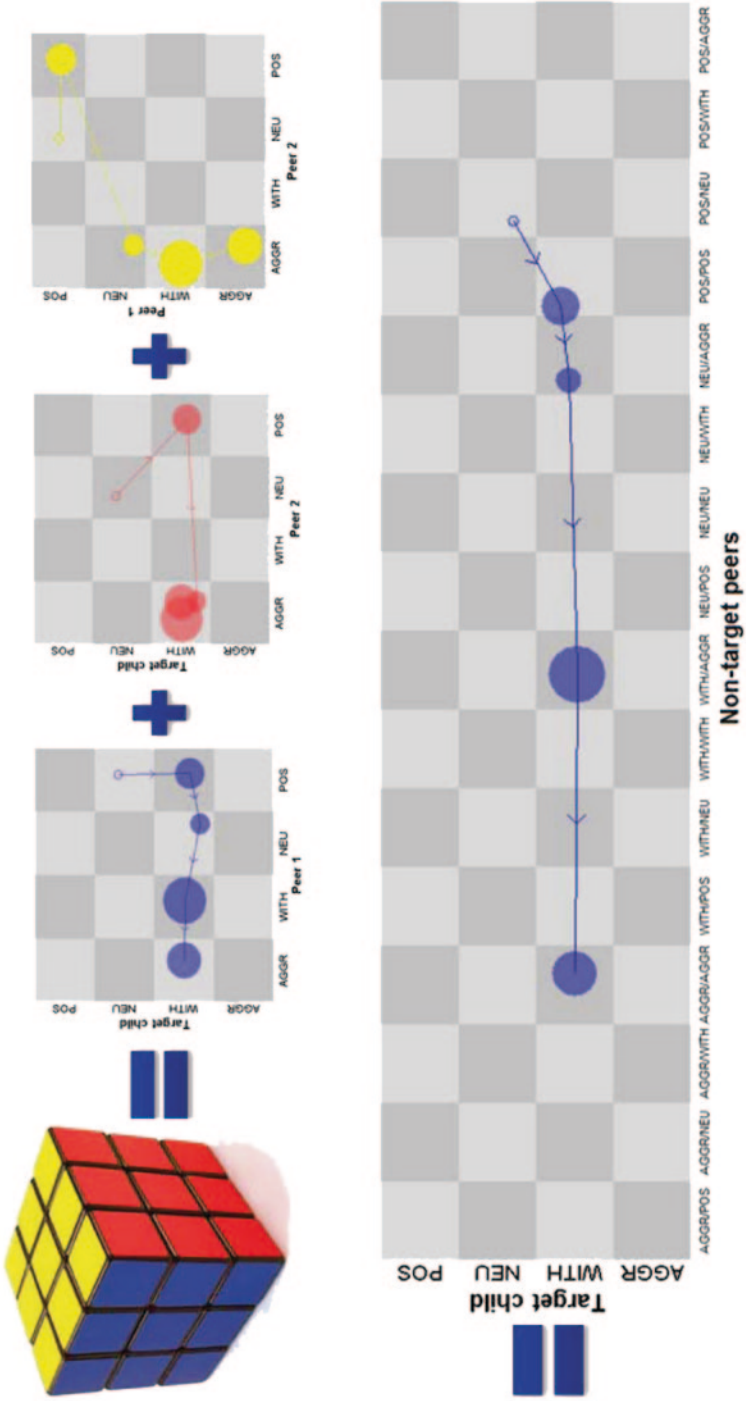 POS
NEU
WITH
AGGR
Target child
AGGR
WITH
NEU
POS
Peer 1
POS
NEU
WITH
AGGR
Target child
AGGR
WITH
NEU
POS
Peer 2
POS
NEU
WITH
AGGR
Peer 1
AGGR
WITH
NEU
POS
Peer 2
POS
NEU
WITH
AGGR
Target child
AGGR/POS
AGGR/NEU
AGGR/WITH
AGGR/AGGR
WITH/POS
WITH/NEU
WITH/WITH
WITH/AGGR
NEU/POS
NEU/NEU
NEU/WITH
NEU/AGGR
POS/POS
POS/NEU
POS/WITH
POS/AGGR
Non-target peers